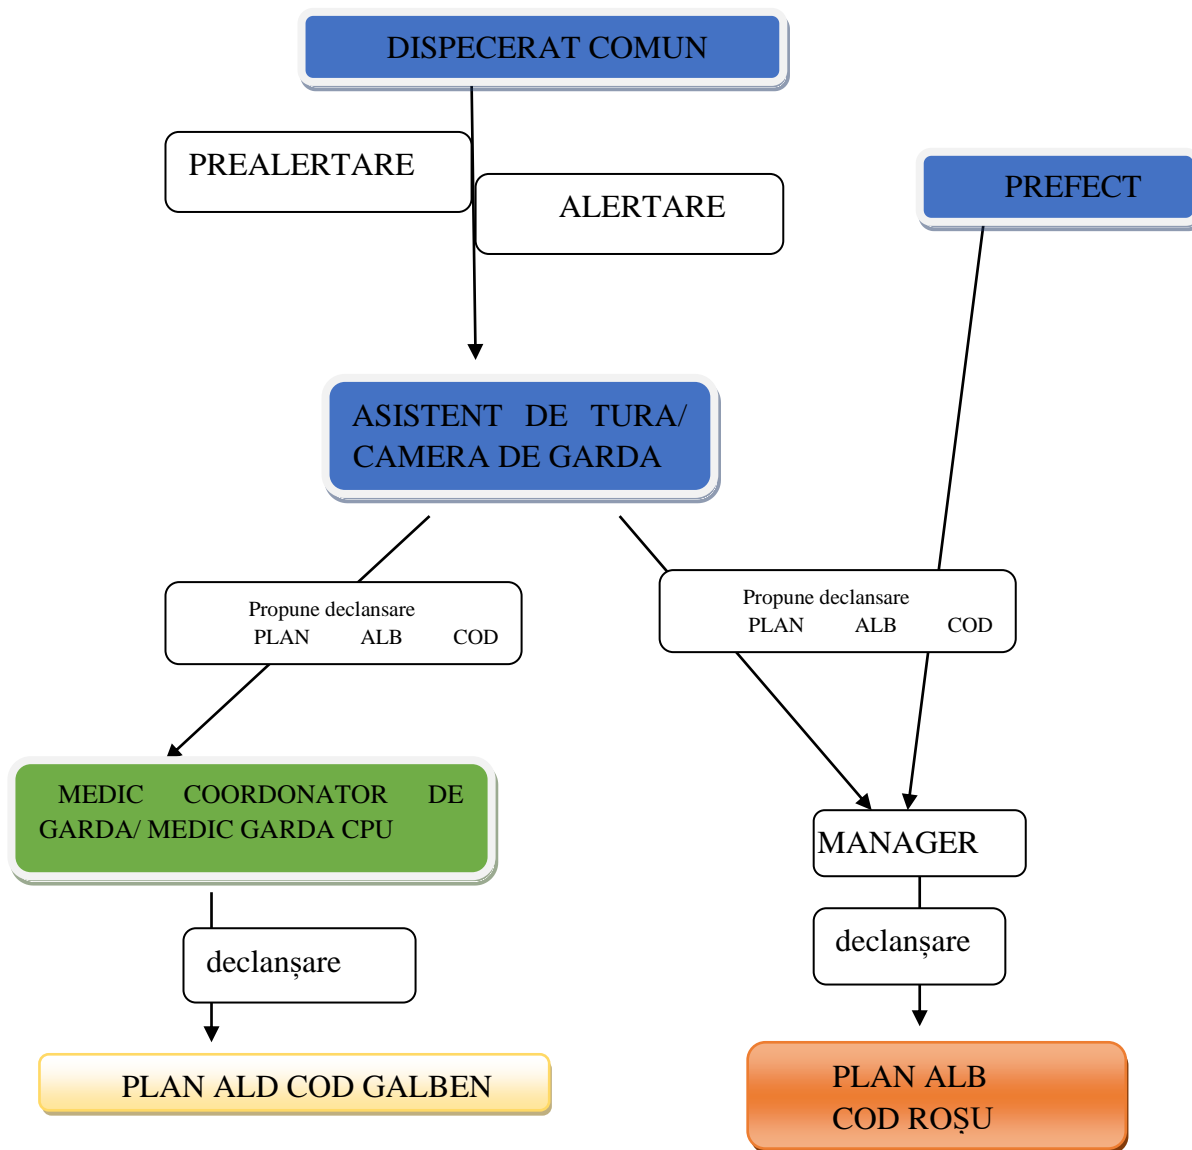 DISPECERAT COMUN
PREALERTARE
ALERTARE
PREFECT
ASISTENT DE TURA/
CAMERA DE GARDA
Propune declansare
PLAN ALB COD
Propune declansare
PLAN ALB COD
MEDIC COORDONATOR DE
GARDA/ MEDIC GARDA CPU
MANAGER
declanșare
declanșare
PLAN ALD COD GALBEN
PLAN ALB
COD ROȘU